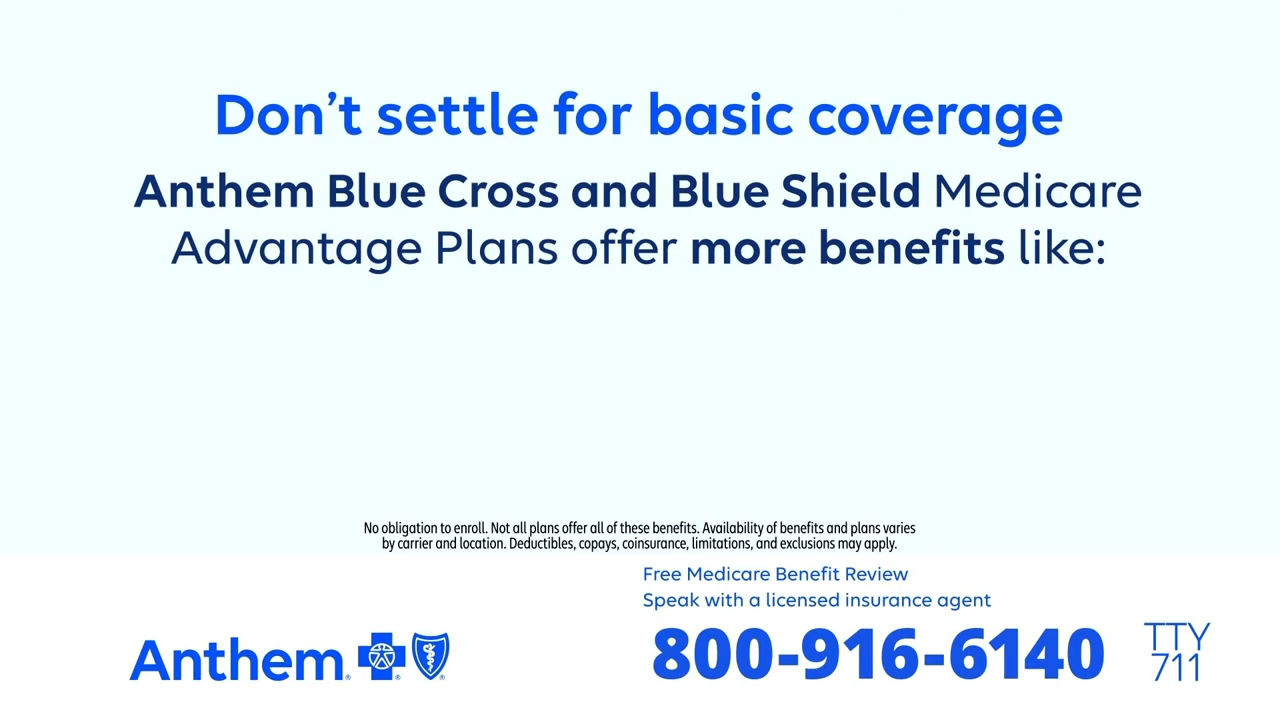 Don't settle for basic coverage
Anthem Blue Cross and Blue Shield Medicare
Advantage Plans offer more benefits like:
No obligation to enroll. Not all plans offer all of these benefits. Availability of benefits and plans varies
by carrier and location. Deductibles, copays, coinsurance, limitations, and exclusions may apply.
Free Medicare Benefit Review
Speak with a licensed insurance agent
Anthem
800-916-6140
TTY
711